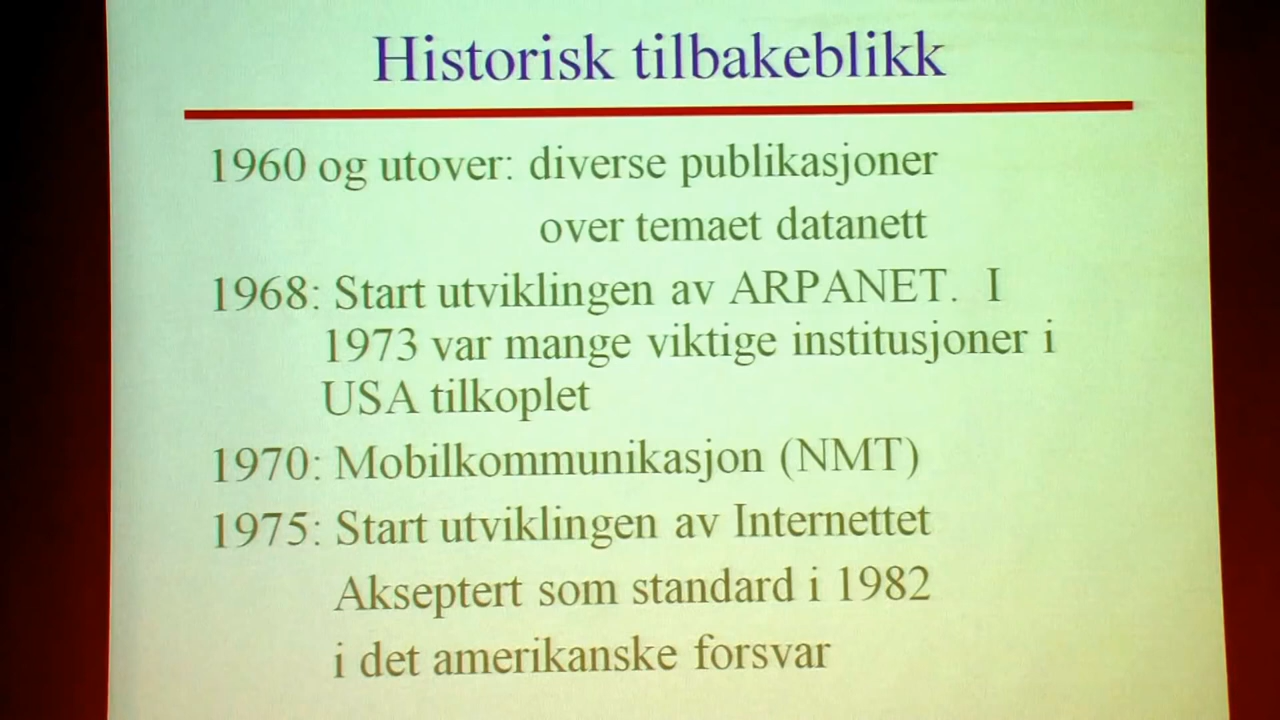 Historisk tilbakeblikk
1960 og utover: diverse publikasjoner
over temaet datanett
1968: Start utviklingen av ARPANET. I
1973 var mange viktige institusjoner i
USA tilkoplet
1970: Mobilkommunikasjon (NMT)
1975: Start utviklingen av Internettet
Akseptert som standard i 1982
i det amerikanske forsvar